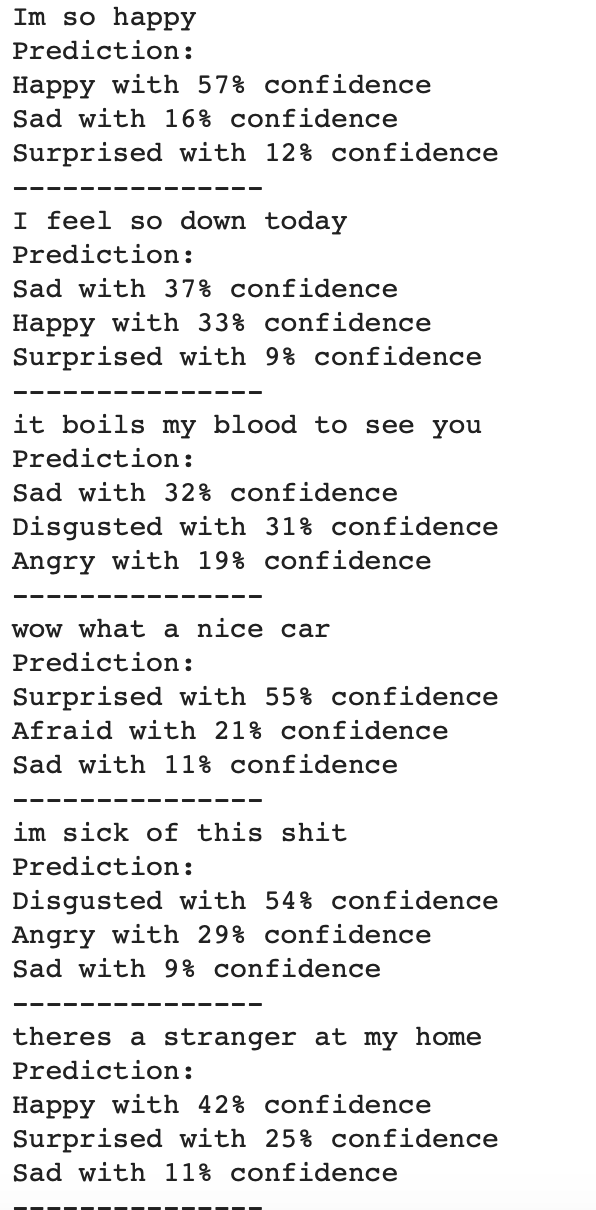 Im so happy
Prediction:
Happy with 57% confidence
Sad with 16% confidence
Surprised with 12% confidence
---------------
I feel so down today
Prediction:
Sad with 37% confidence
Happy with 33% confidence
Surprised with 9% confidence
---------------
it boils my blood to see you
Prediction:
Sad with 32% confidence
Disgusted with 31% confidence
Angry with 19% confidence
---------------
wow what a nice car
Prediction:
Surprised with 55% confidence
Afraid with 21% confidence
Sad with 11% confidence
---------------
im sick of this shit
Prediction:
Disgusted with 54% confidence
Angry with 29% confidence
Sad with 9% confidence
---------------
theres a stranger at my home
Prediction:
Happy with 42% confidence
Surprised with 25% confidence
Sad with 11% confidence
---------------